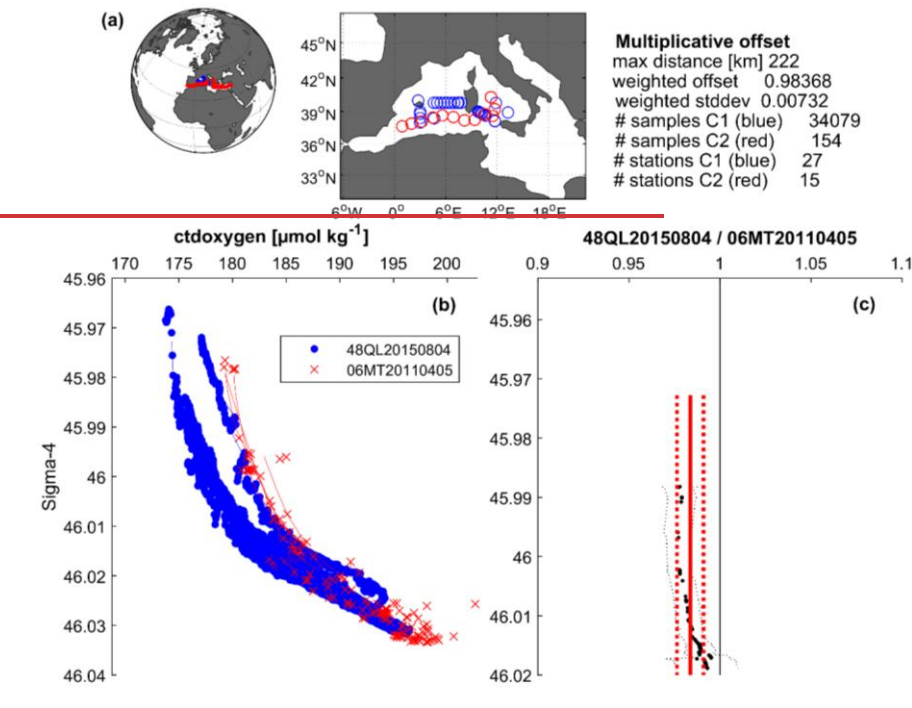 (a)
45°N
42°N
39°N
36°N
33°N
6°W 0° 6°E 12°E 18°E
Multiplicative offset
max distance [km] 222
weighted offset 0.98368
weighted stddev 0.00732
# samples C1 (blue) 34079
# samples C2 (red) 154
# stations C1 (blue) 27
# stations C2 (red) 15
ctdoxygen [µmol kg⁻¹]
170 175 180 185 190 195 200
(b)
45.96
45.97
45.98
45.99
46
46.01
46.02
46.03
46.04
Sigma-4
48QL20150804
06MT20110405
48QL20150804 / 06MT20110405
0.9 0.95 1 1.05 1.1
(c)
45.96
45.97
45.98
45.99
46
46.01
46.02